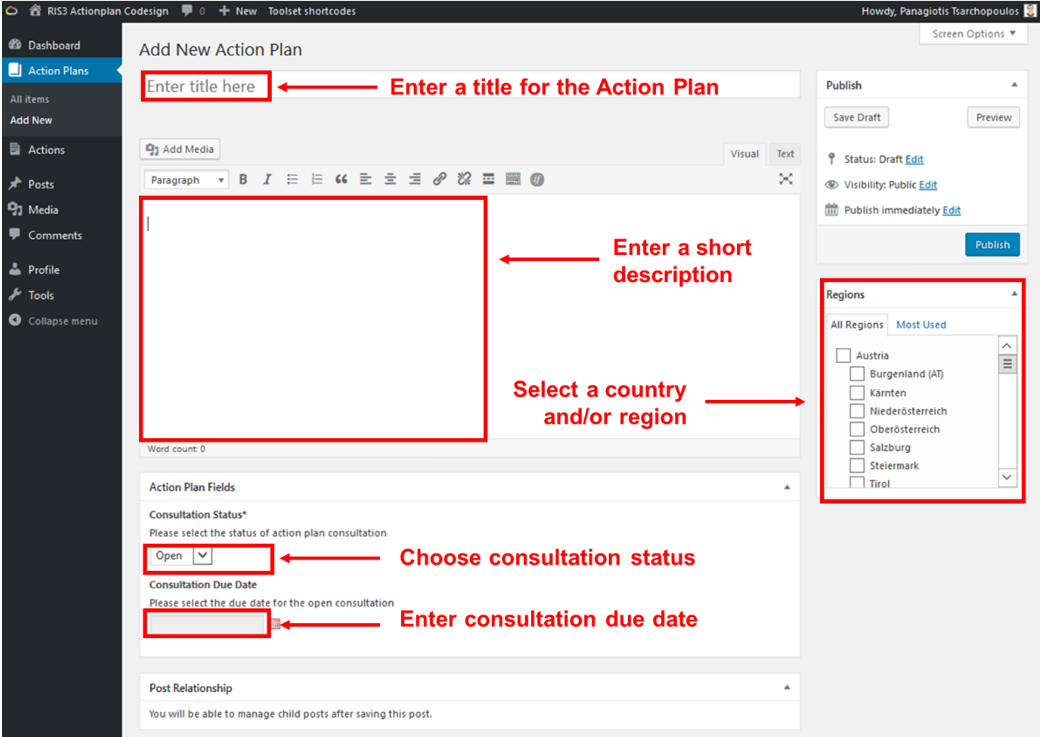 RIS3 Actionplan Codesign 0 + New Toolset shortcodes Howdy, Panagiotis Tsarchopoulos
Screen Options ▼
Dashboard
Action Plans
All items
Add New
Actions
Posts
Media
Comments
Profile
Tools
Collapse menu
Add New Action Plan
Enter title here
Enter a title for the Action Plan
Add Media
Visual Text
Paragraph B I
Enter a short
description
Select a country
and/or region
Word count: 0
Action Plan Fields
Consultation Status*
Please select the status of action plan consultation
Open
Choose consultation status
Consultation Due Date
Please select the due date for the open consultation
Enter consultation due date
Post Relationship
You will be able to manage child posts after saving this post.
Publish
Save Draft Preview
Status: Draft Edit
Visibility: Public Edit
Publish immediately Edit
Publish
Regions
All Regions Most Used
Austria
Burgenland (AT)
Kärnten
Niederösterreich
Oberösterreich
Salzburg
Steiermark
Tirol